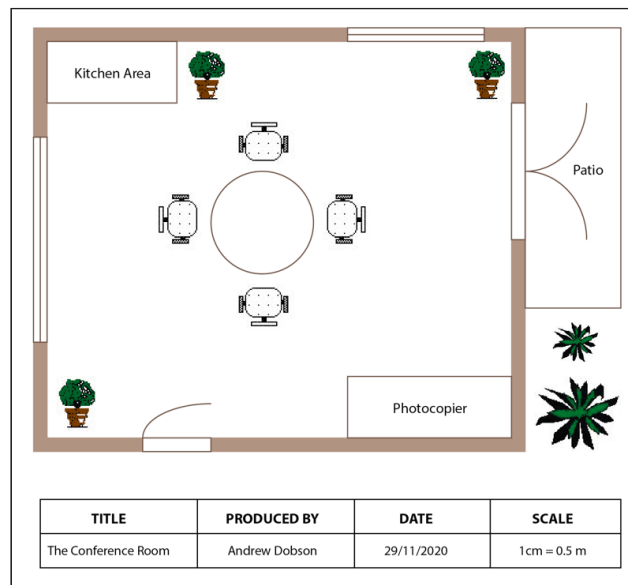 Kitchen Area
Patio
Photocopier
TITLE PRODUCED BY DATE SCALE
The Conference Room Andrew Dobson 29/11/2020 1cm = 0.5 m